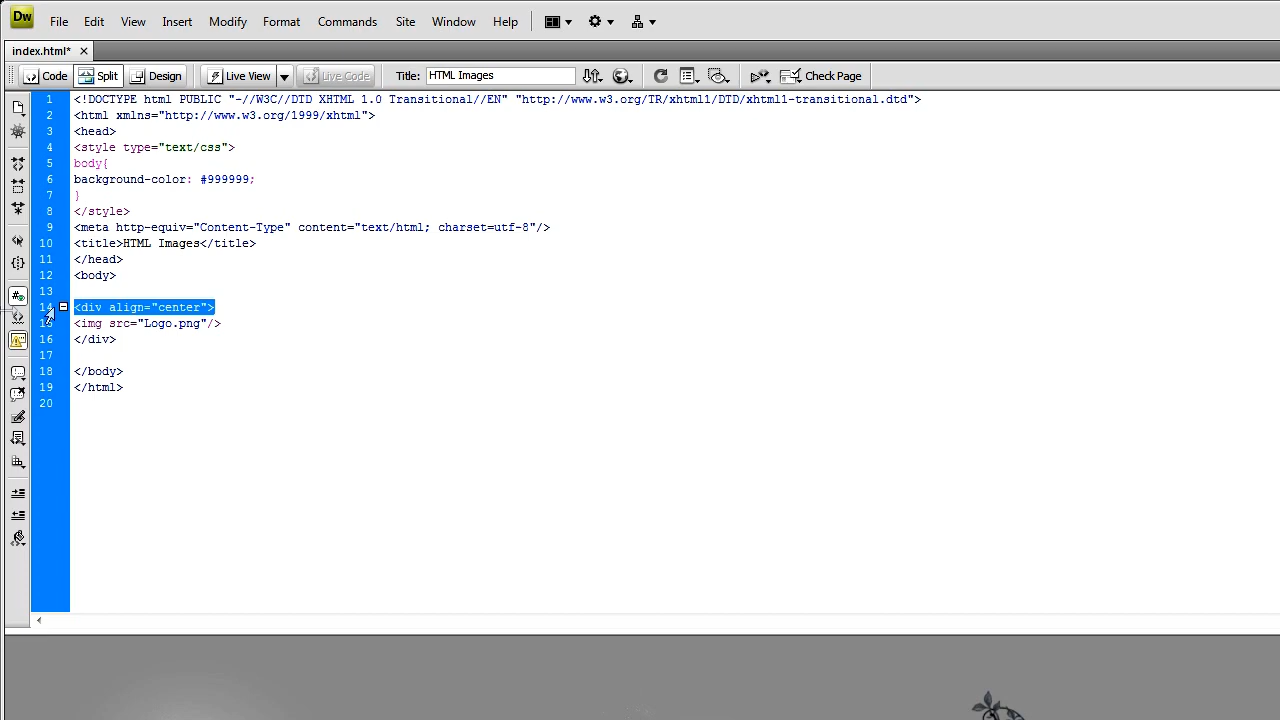 Dw File Edit View Insert Modify Format Commands Site Window Help
index.html*
Code Split Design Live View Live Code Title: HTML Images Check Page
1 <!DOCTYPE html PUBLIC "-//W3C//DTD XHTML 1.0 Transitional//EN" "http://www.w3.org/TR/xhtml1/DTD/xhtml1-transitional.dtd">
2 <html xmlns="http://www.w3.org/1999/xhtml">
3 <head>
4 <style type="text/css">
5 body{
6 background-color: #999999;
7 }
8 </style>
9 <meta http-equiv="Content-Type" content="text/html; charset=utf-8"/>
10 <title>HTML Images</title>
11 </head>
12 <body>
13
14 <div align="center">
15 <img src="Logo.png"/>
16 </div>
17
18 </body>
19 </html>
20